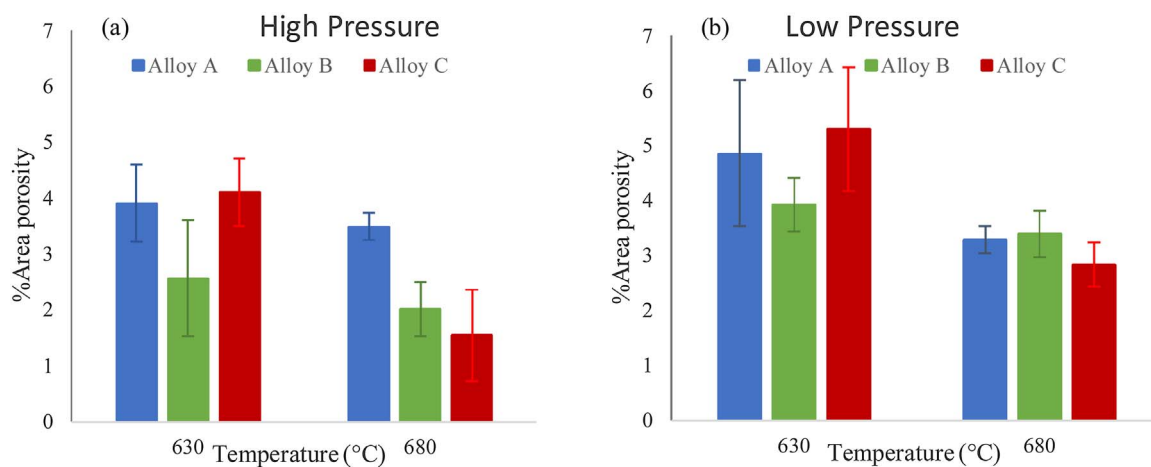 (a) High Pressure
Alloy A Alloy B Alloy C
%Area porosity
7
6
5
4
3
2
1
0
630 680
Temperature (°C)
(b) Low Pressure
Alloy A Alloy B Alloy C
%Area porosity
7
6
5
4
3
2
1
0
630 680
Temperature (°C)